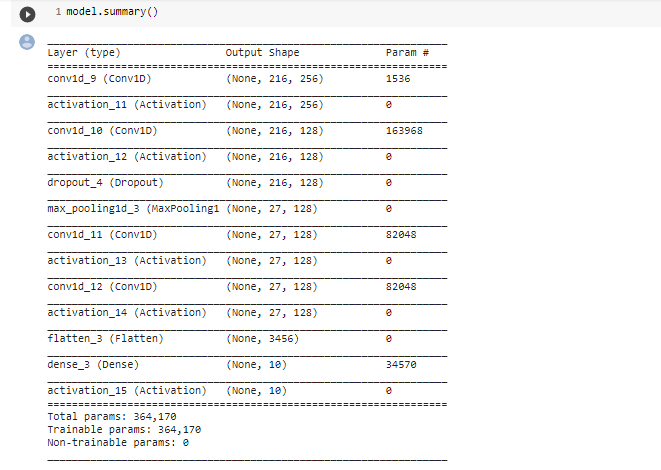 1 model.summary()
Layer (type) Output Shape Param #
=================================================================
conv1d_9 (Conv1D) (None, 216, 256) 1536
activation_11 (Activation) (None, 216, 256) 0
conv1d_10 (Conv1D) (None, 216, 128) 163968
activation_12 (Activation) (None, 216, 128) 0
dropout_4 (Dropout) (None, 216, 128) 0
max_pooling1d_3 (MaxPooling1 (None, 27, 128) 0
conv1d_11 (Conv1D) (None, 27, 128) 82048
activation_13 (Activation) (None, 27, 128) 0
conv1d_12 (Conv1D) (None, 27, 128) 82048
activation_14 (Activation) (None, 27, 128) 0
flatten_3 (Flatten) (None, 3456) 0
dense_3 (Dense) (None, 10) 34570
activation_15 (Activation) (None, 10) 0
=================================================================
Total params: 364,170
Trainable params: 364,170
Non-trainable params: 0